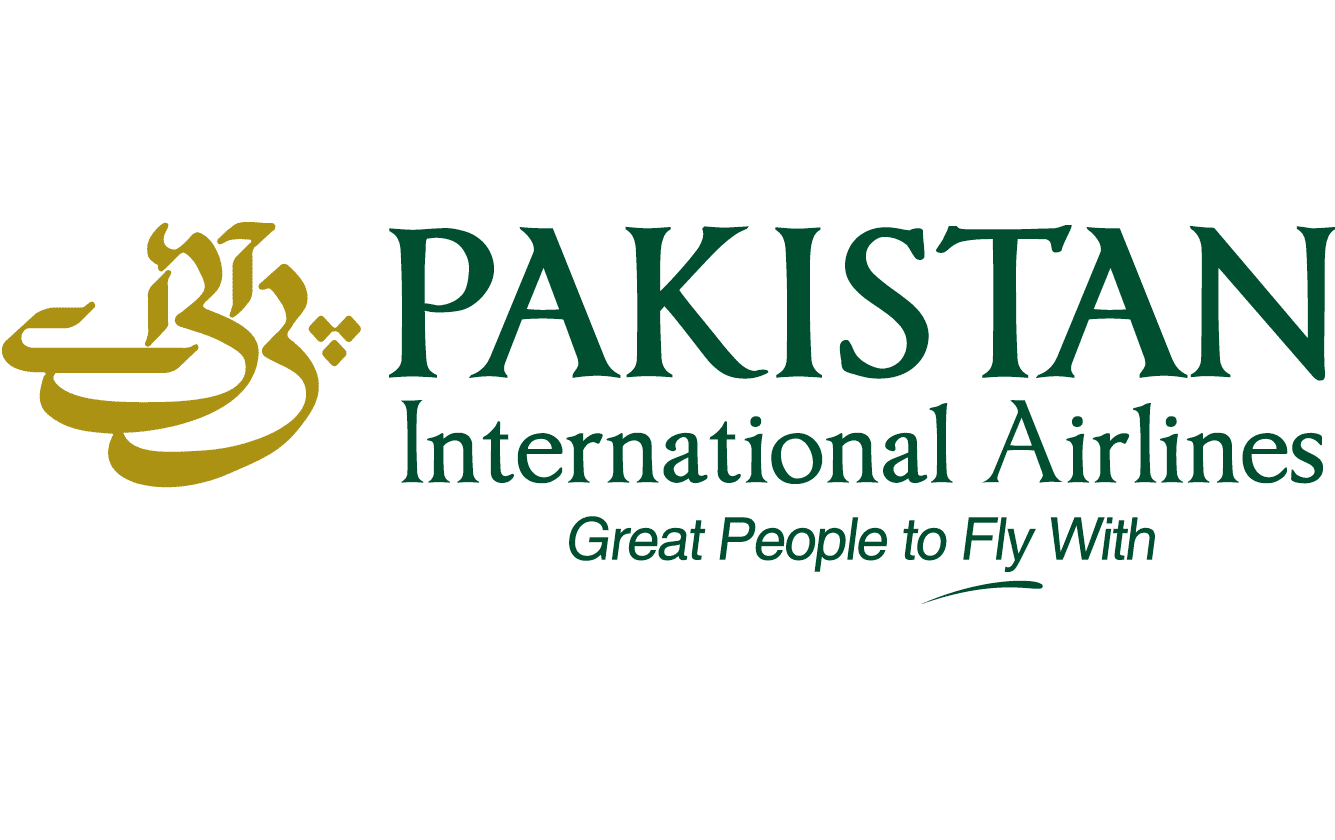 پی آئی اے
PAKISTAN
International Airlines
Great People to Fly With